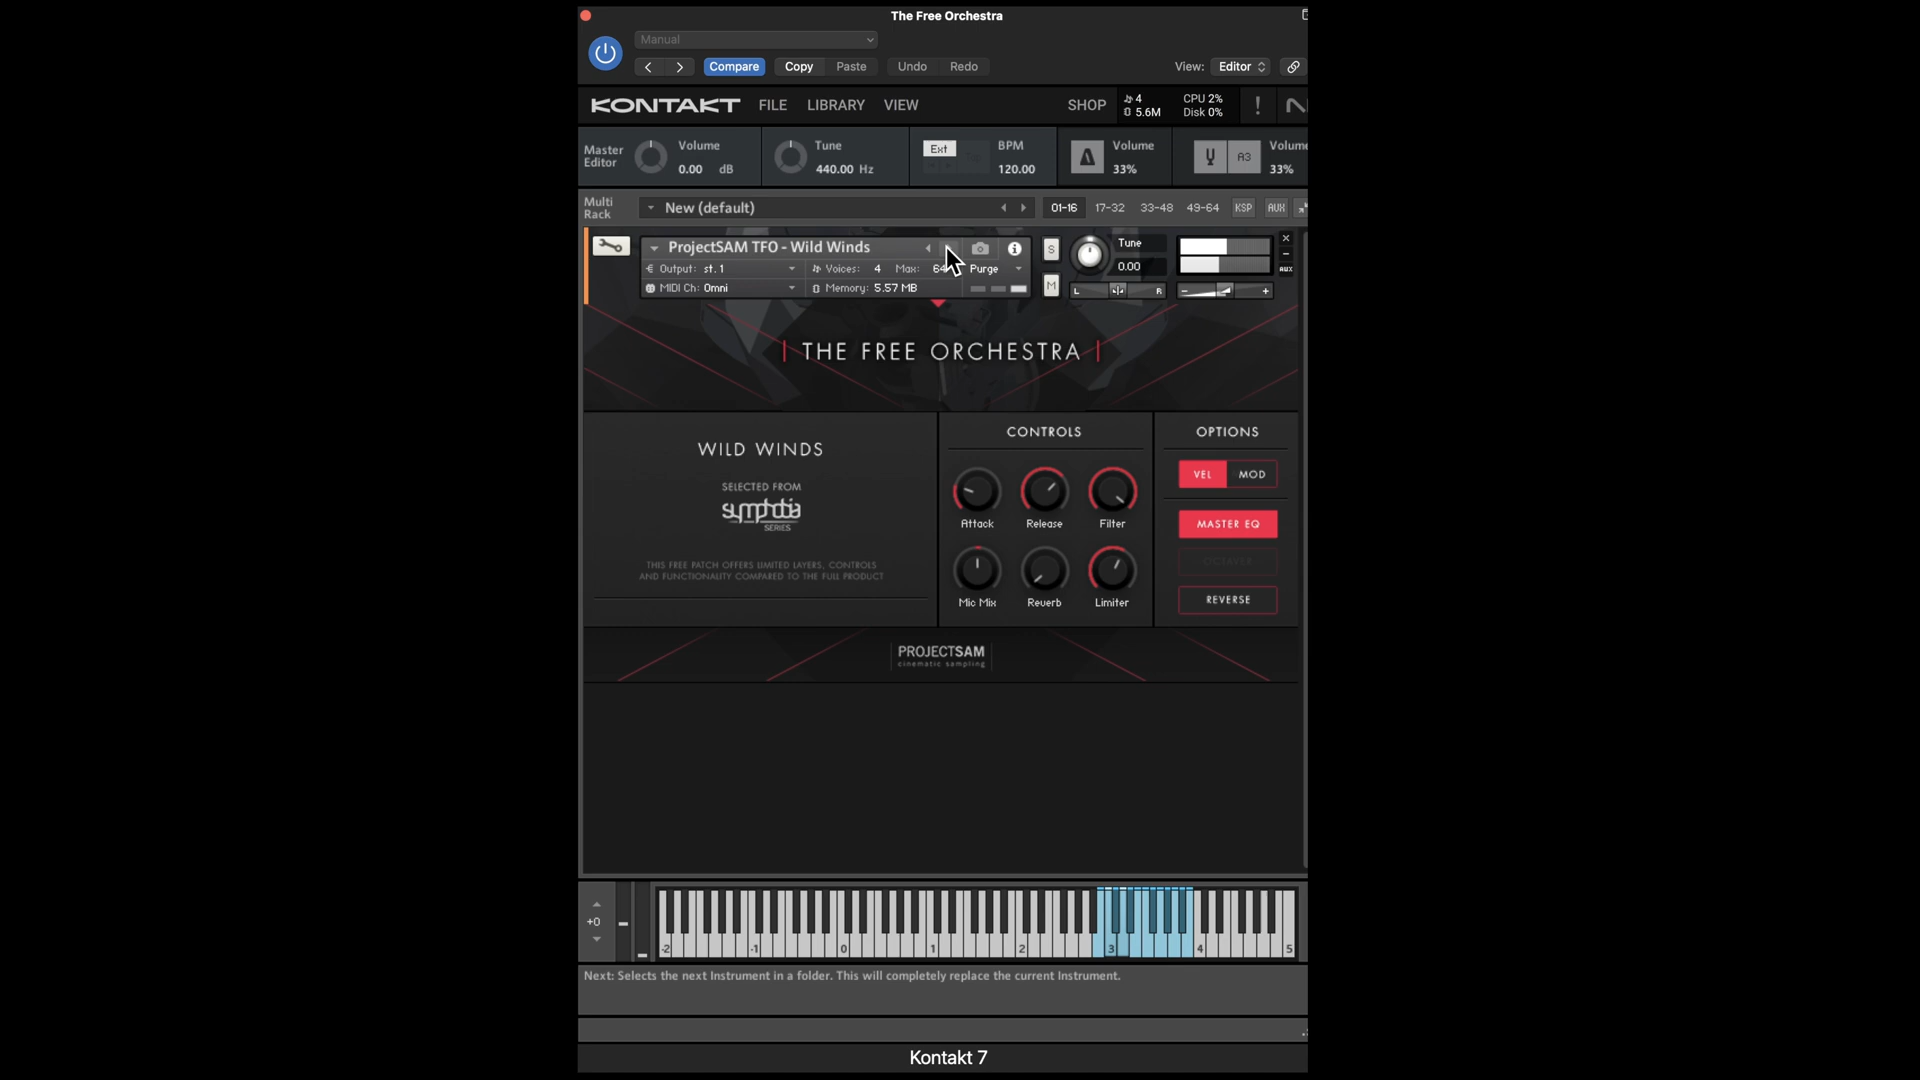 The Free Orchestra
Manual
Compare Copy Paste Undo Redo View: Editor
KONTAKT FILE LIBRARY VIEW SHOP 4 5.6M CPU 2% Disk 0% !
Master Editor Volume 0.00 dB Tune 440.00 Hz Ext BPM 120.00 Volume 33% A3 Volume 33%
Multi Rack New (default) 01-16 17-32 33-48 49-64 KSP AUX
ProjectSAM TFO - Wild Winds S Tune
Output: st. 1 Voices: 4 Max: 64 Purge 0.00 AUX
MIDI Ch: Omni Memory: 5.57 MB M L R - +
THE FREE ORCHESTRA
WILD WINDS
SELECTED FROM
symphobia
SERIES
THIS FREE PATCH OFFERS LIMITED LAYERS, CONTROLS
AND FUNCTIONALITY COMPARED TO THE FULL PRODUCT
CONTROLS
Attack Release Filter
Mic Mix Reverb Limiter
OPTIONS
VEL MOD
MASTER EQ
OCTAVER
REVERSE
PROJECTSAM
cinematic sampling
+0
-2 -1 0 1 2 3 4 5
Next: Selects the next Instrument in a folder. This will completely replace the current Instrument.
Kontakt 7